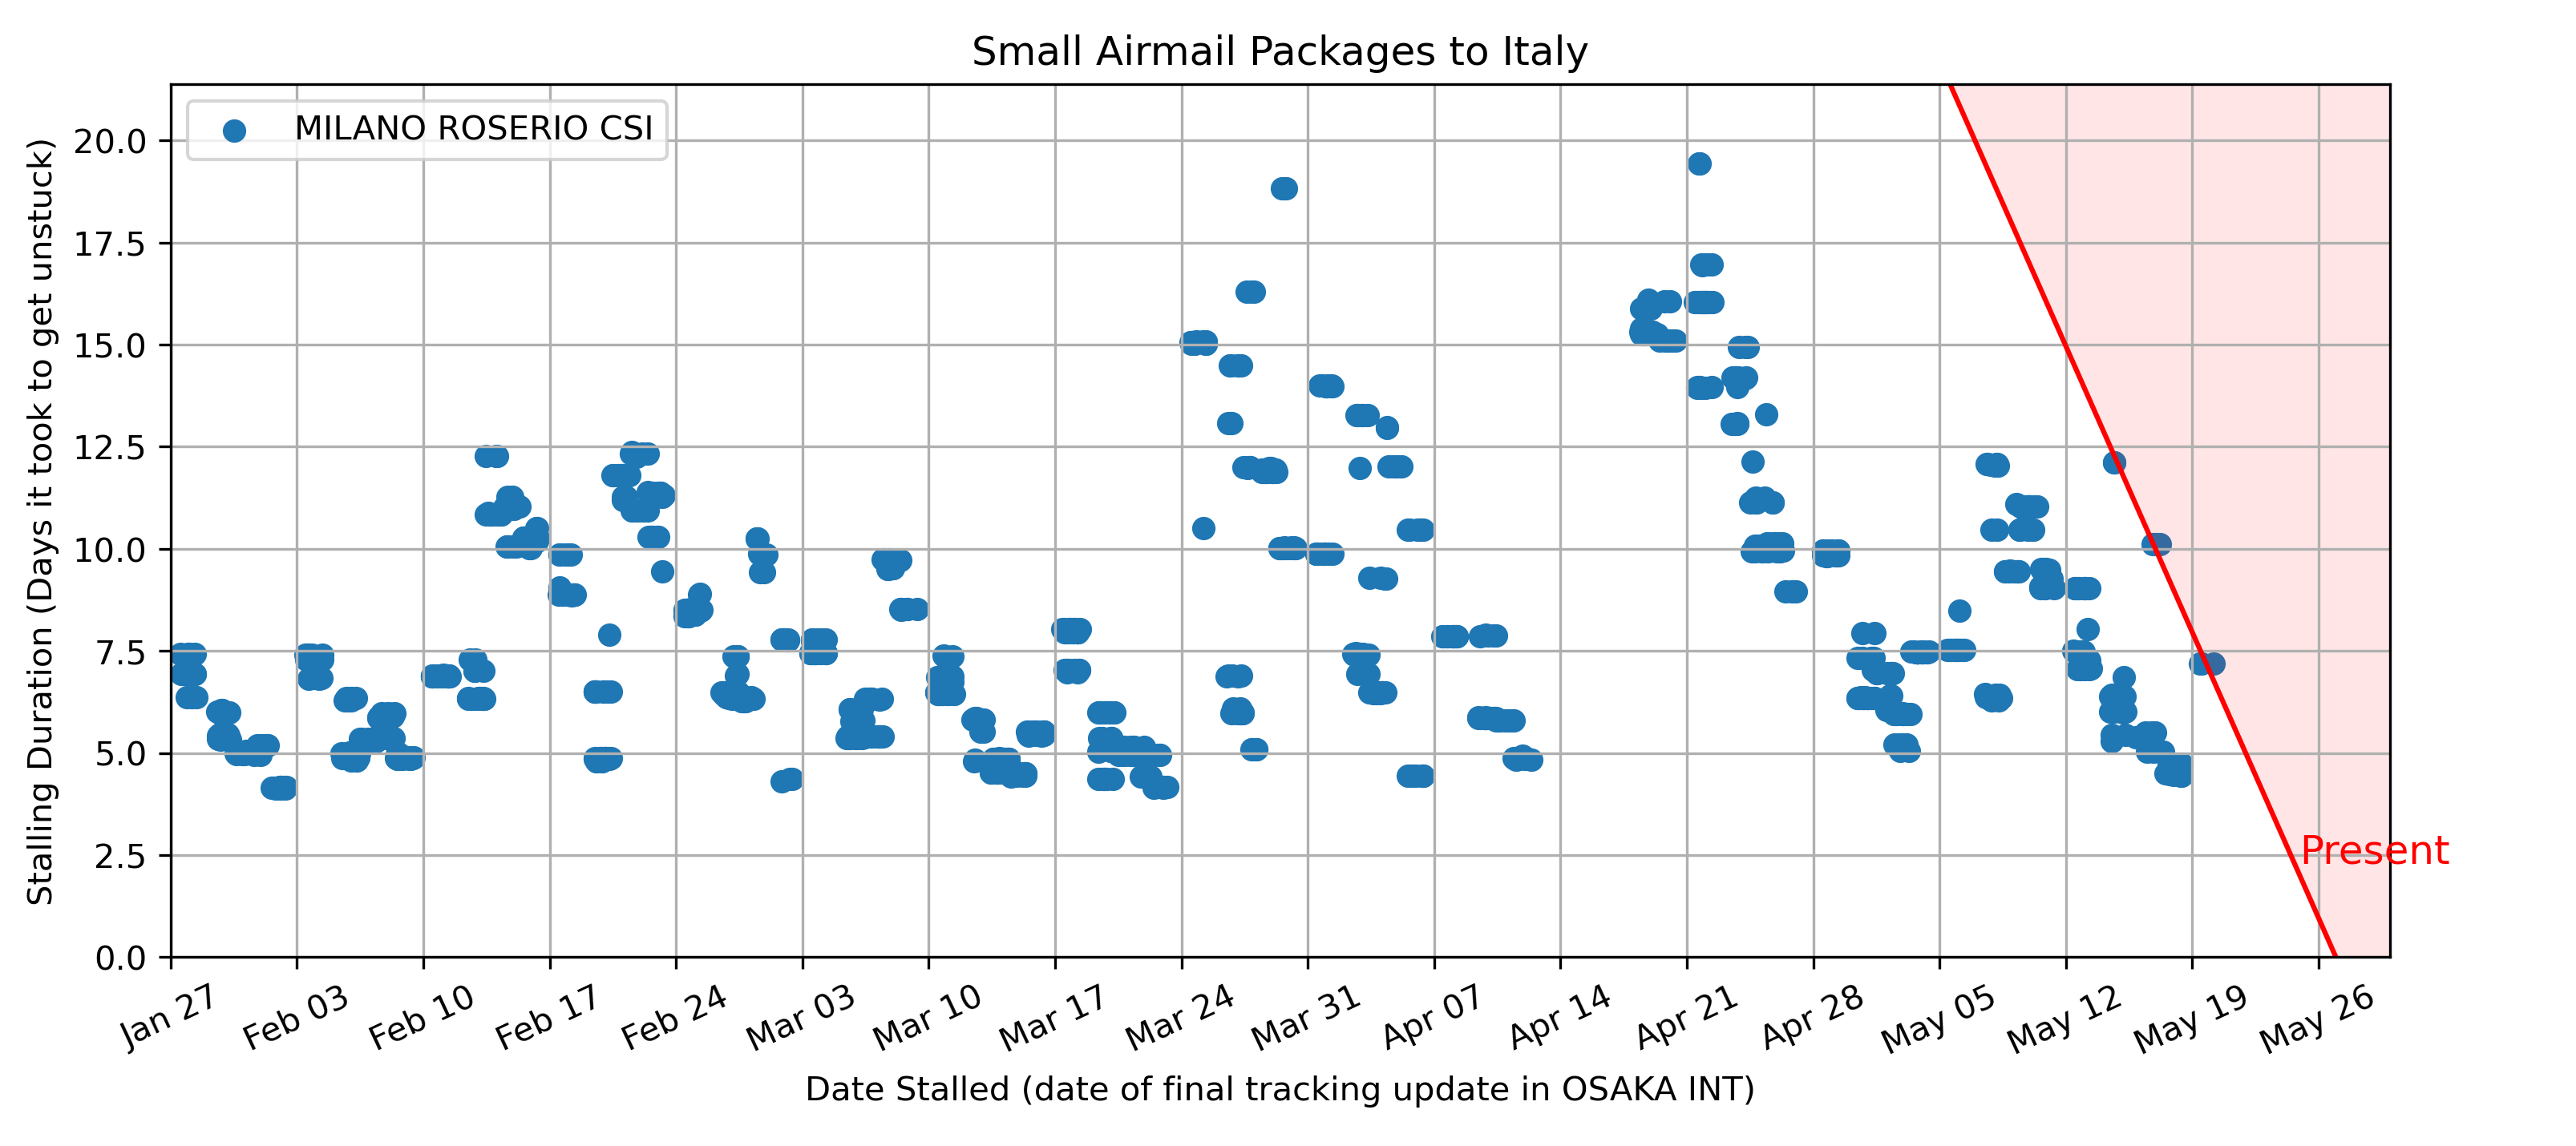 Small Airmail Packages to Italy
MILANO ROSERIO CSI
Stalling Duration (Days it took to get unstuck)
20.0
17.5
15.0
12.5
10.0
7.5
5.0
2.5
0.0
Present
Jan 27
Feb 03
Feb 10
Feb 17
Feb 24
Mar 03
Mar 10
Mar 17
Mar 24
Mar 31
Apr 07
Apr 14
Apr 21
Apr 28
May 05
May 12
May 19
May 26
Date Stalled (date of final tracking update in OSAKA INT)